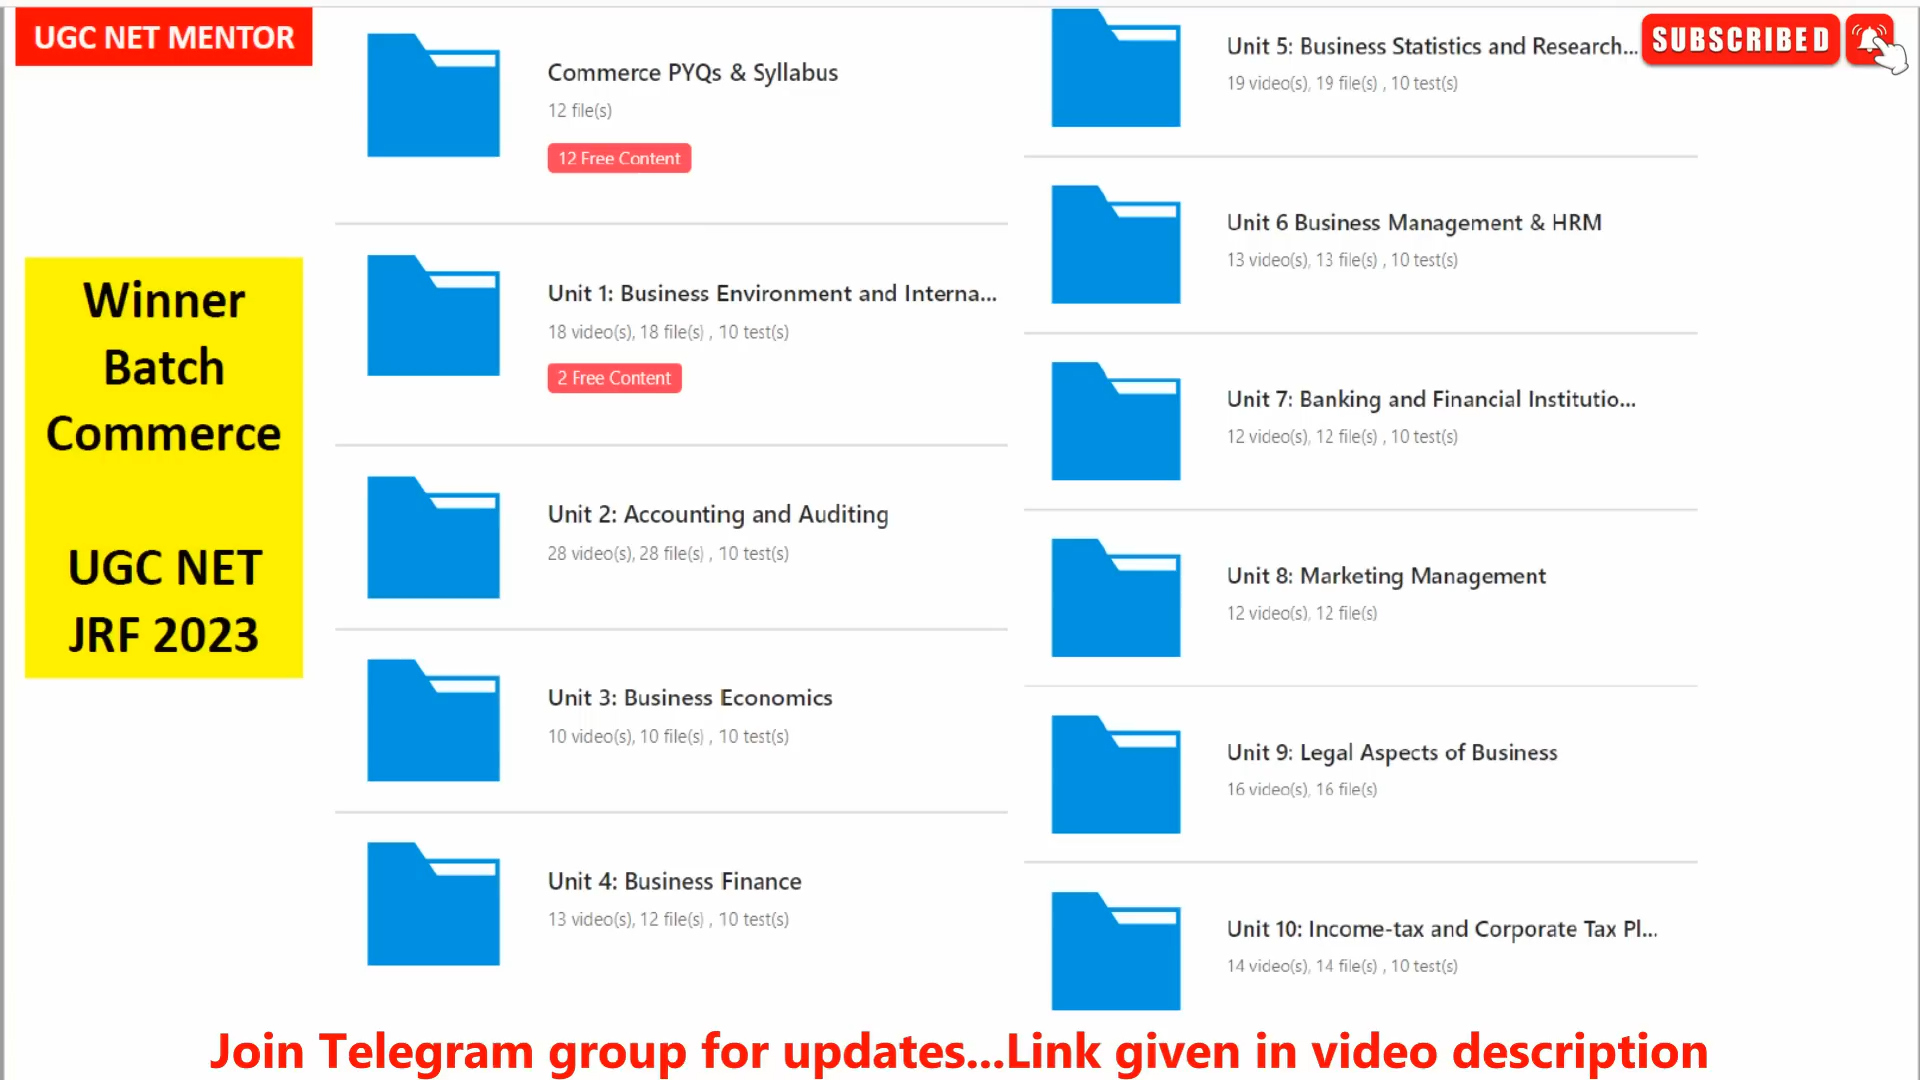 UGC NET MENTOR
Winner
Batch
Commerce
UGC NET
JRF 2023
Commerce PYQs & Syllabus
12 file(s)
12 Free Content
Unit 1: Business Environment and Interna...
18 video(s), 18 file(s) , 10 test(s)
2 Free Content
Unit 2: Accounting and Auditing
28 video(s), 28 file(s) , 10 test(s)
Unit 3: Business Economics
10 video(s), 10 file(s) , 10 test(s)
Unit 4: Business Finance
13 video(s), 12 file(s) , 10 test(s)
Unit 5: Business Statistics and Research...
19 video(s), 19 file(s) , 10 test(s)
Unit 6 Business Management & HRM
13 video(s), 13 file(s) , 10 test(s)
Unit 7: Banking and Financial Institutio...
12 video(s), 12 file(s) , 10 test(s)
Unit 8: Marketing Management
12 video(s), 12 file(s)
Unit 9: Legal Aspects of Business
16 video(s), 16 file(s)
Unit 10: Income-tax and Corporate Tax Pl...
14 video(s), 14 file(s) , 10 test(s)
SUBSCRIBED
Join Telegram group for updates...Link given in video description